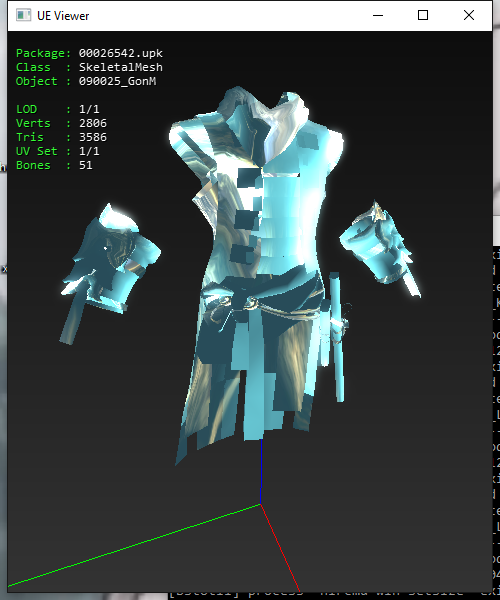 UE Viewer
Package: 00026542.upk
Class : SkeletalMesh
Object : 090025_GonM
LOD : 1/1
Verts : 2806
Tris : 3586
UV Set : 1/1
Bones : 51